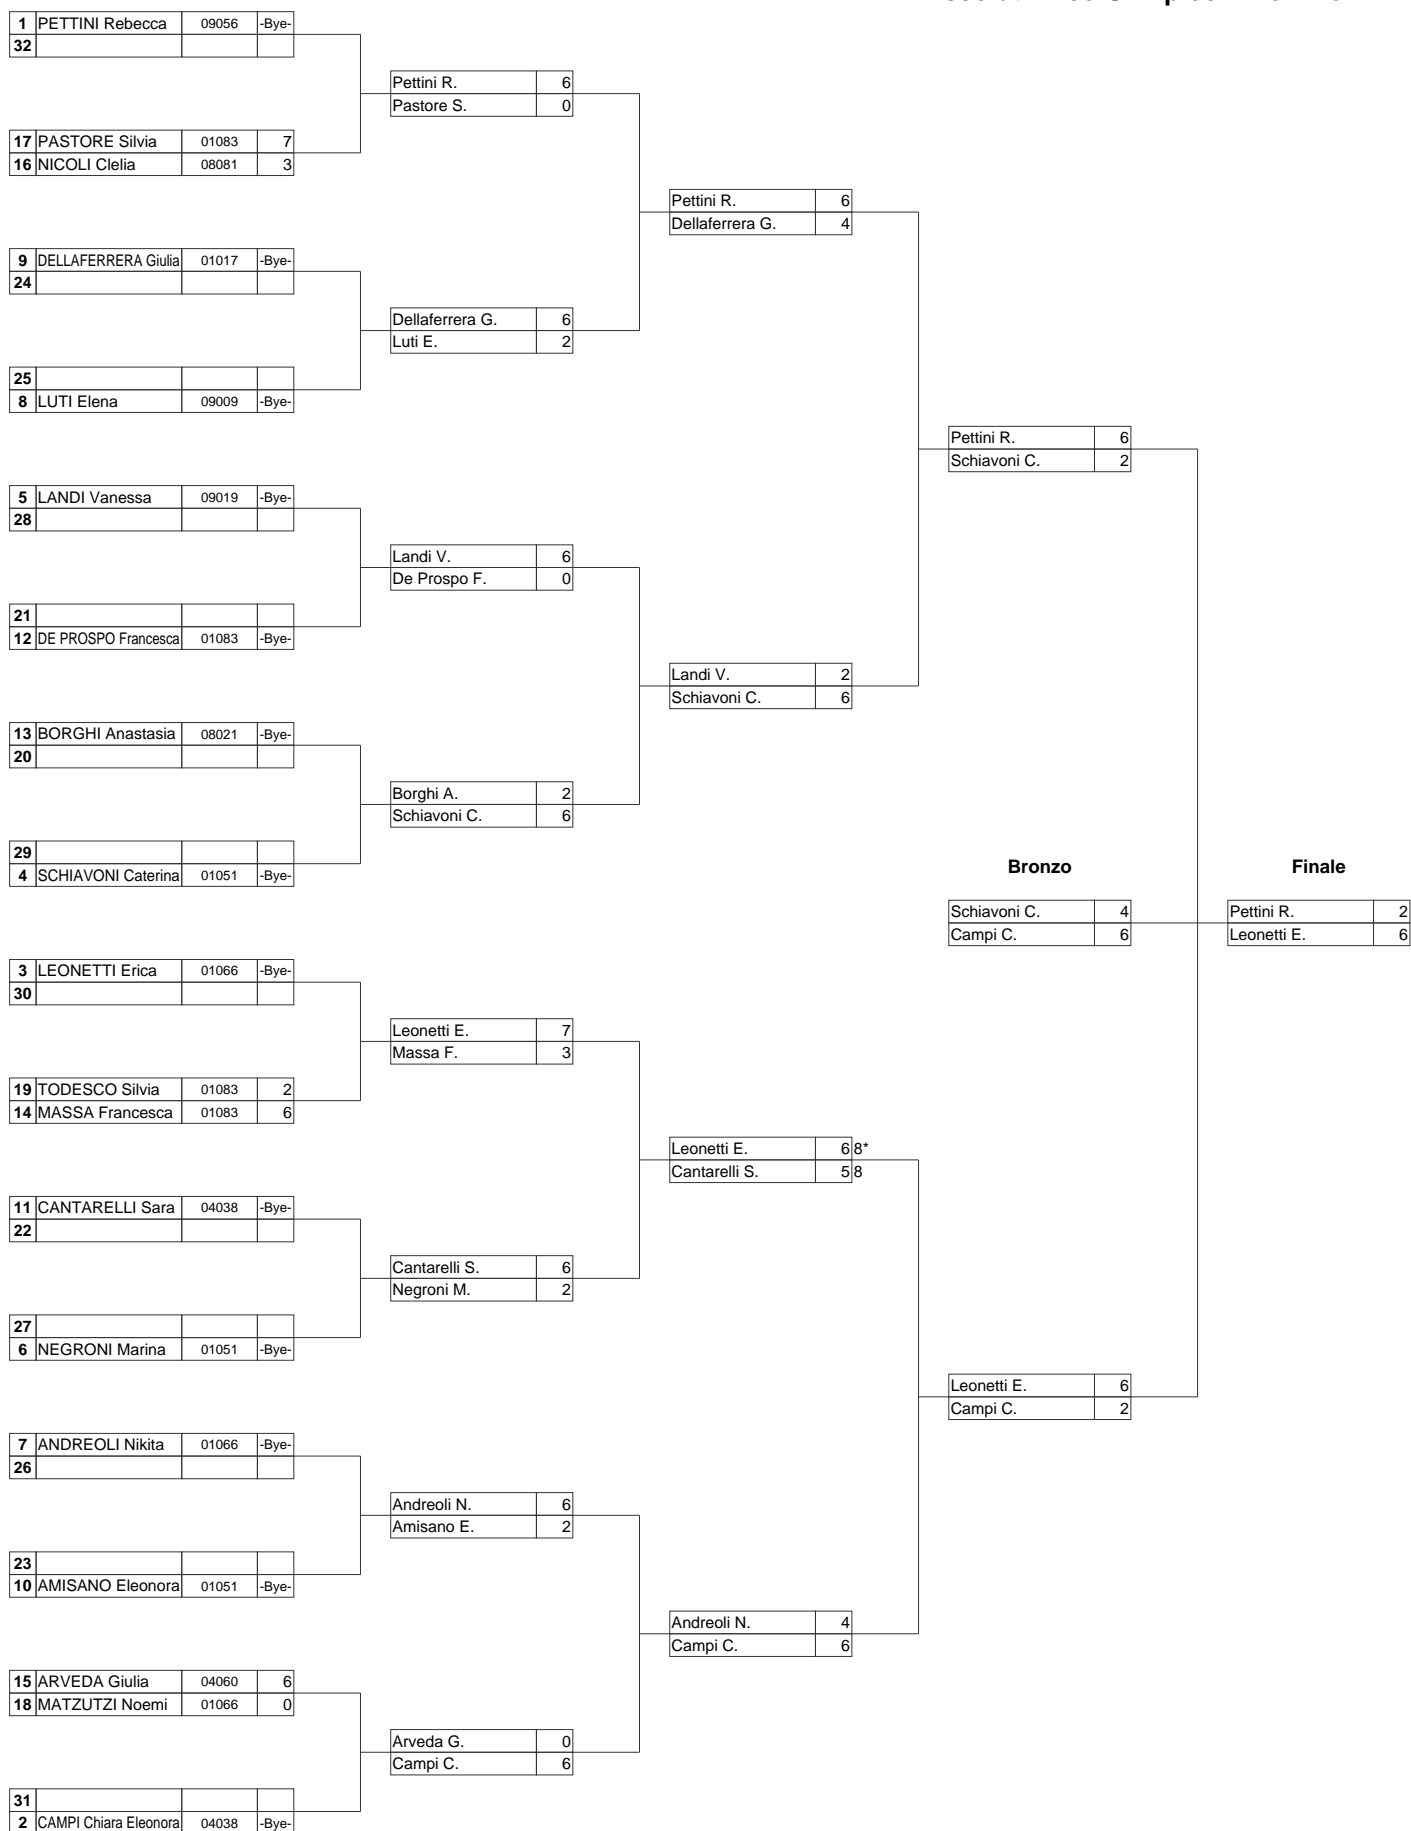 1 PETTINI Rebecca 09056 -Bye-
32
Pettini R. 6
Pastore S. 0
17 PASTORE Silvia 01083 7
16 NICOLI Clelia 08081 3
Pettini R. 6
Dellaferrera G. 4
9 DELLAFERRERA Giulia 01017 -Bye-
24
Dellaferrera G. 6
Luti E. 2
25
8 LUTI Elena 09009 -Bye-
Pettini R. 6
Schiavoni C. 2
5 LANDI Vanessa 09019 -Bye-
28
Landi V. 6
De Prospo F. 0
21
12 DE PROSPO Francesca 01083 -Bye-
Landi V. 2
Schiavoni C. 6
13 BORGHI Anastasia 08021 -Bye-
20
Borghi A. 2
Schiavoni C. 6
29
4 SCHIAVONI Caterina 01051 -Bye-
Bronzo Finale
Schiavoni C. 4 Pettini R. 2
Campi C. 6 Leonetti E. 6
3 LEONETTI Erica 01066 -Bye-
30
Leonetti E. 7
Massa F. 3
19 TODESCO Silvia 01083 2
14 MASSA Francesca 01083 6
Leonetti E. 6 8*
Cantarelli S. 5 8
11 CANTARELLI Sara 04038 -Bye-
22
Cantarelli S. 6
Negroni M. 2
27
6 NEGRONI Marina 01051 -Bye-
Leonetti E. 6
Campi C. 2
7 ANDREOLI Nikita 01066 -Bye-
26
Andreoli N. 6
Amisano E. 2
23
10 AMISANO Eleonora 01051 -Bye-
Andreoli N. 4
Campi C. 6
15 ARVEDA Giulia 04060 6
18 MATZUTZI Noemi 01066 0
Arveda G. 0
Campi C. 6
31
2 CAMPI Chiara Eleonora 04038 -Bye-